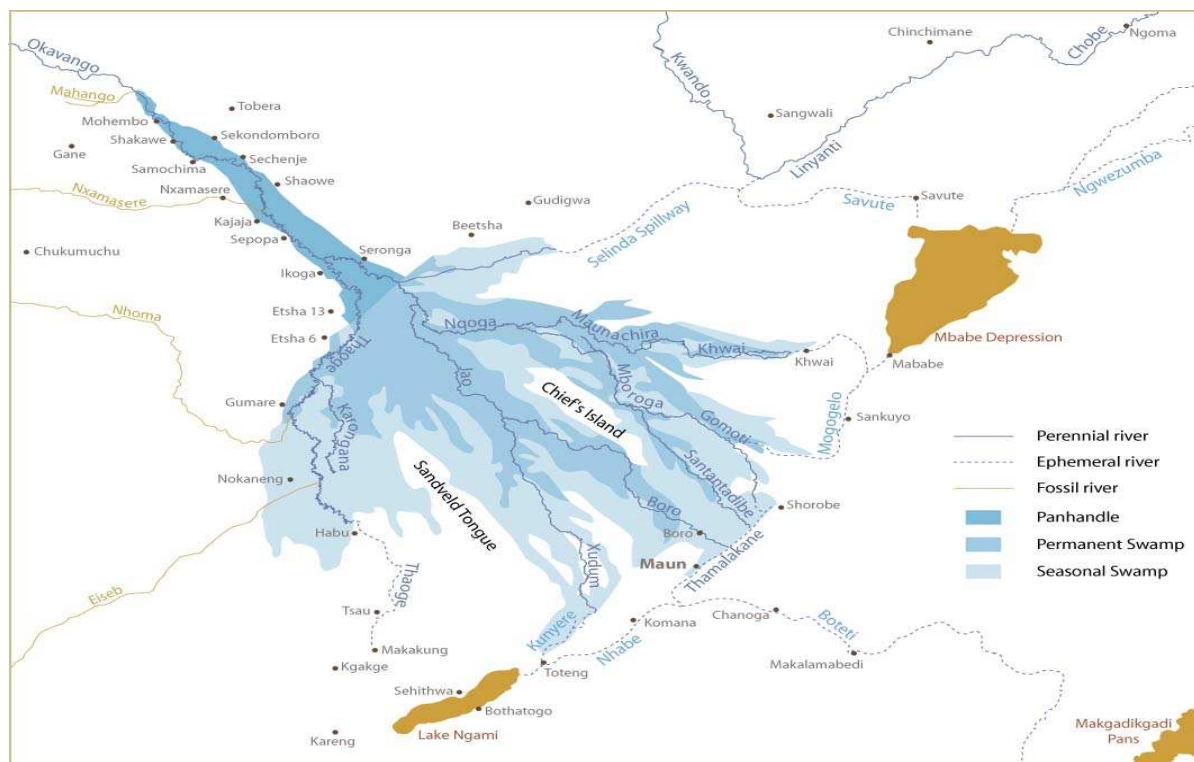 Okavango
Mahango
Mohembo
Shakawe
Gane
Samochima
Nxamasere
Nxamasere
Tobera
Sekondomboro
Sechenje
Shaowe
Kajaja
Sepopa
Chukumuchu
Seronga
Ikoga
Beetsha
Gudigwa
Selinda Spillway
Kwando
Chinchimane
Chobe
Ngoma
Sangwali
Linyanti
Savute
Savute
Ngwezumba
Mbabe Depression
Mababe
Nhoma
Etsha 13
Etsha 6
Thaoge
Nqoga
Maunachira
Khwai
Khwai
Jao
Mboroga
Chief's Island
Gomoti
Mogogelo
Sankuyo
Gumare
Karongana
Nokaneng
Sandveld Tongue
Santantadibe
Shorobe
Boro
Boro
Maun
Thamalakane
Habu
Eiseb
Thaoge
Xudum
Tsau
Makakung
Kgakge
Kunyere
Nhabe
Komana
Toteng
Chanoga
Boteti
Makalamabedi
Sehithwa
Bothatogo
Lake Ngami
Kareng
Makgadikgadi
Pans
Perennial river
Ephemeral river
Fossil river
Panhandle
Permanent Swamp
Seasonal Swamp